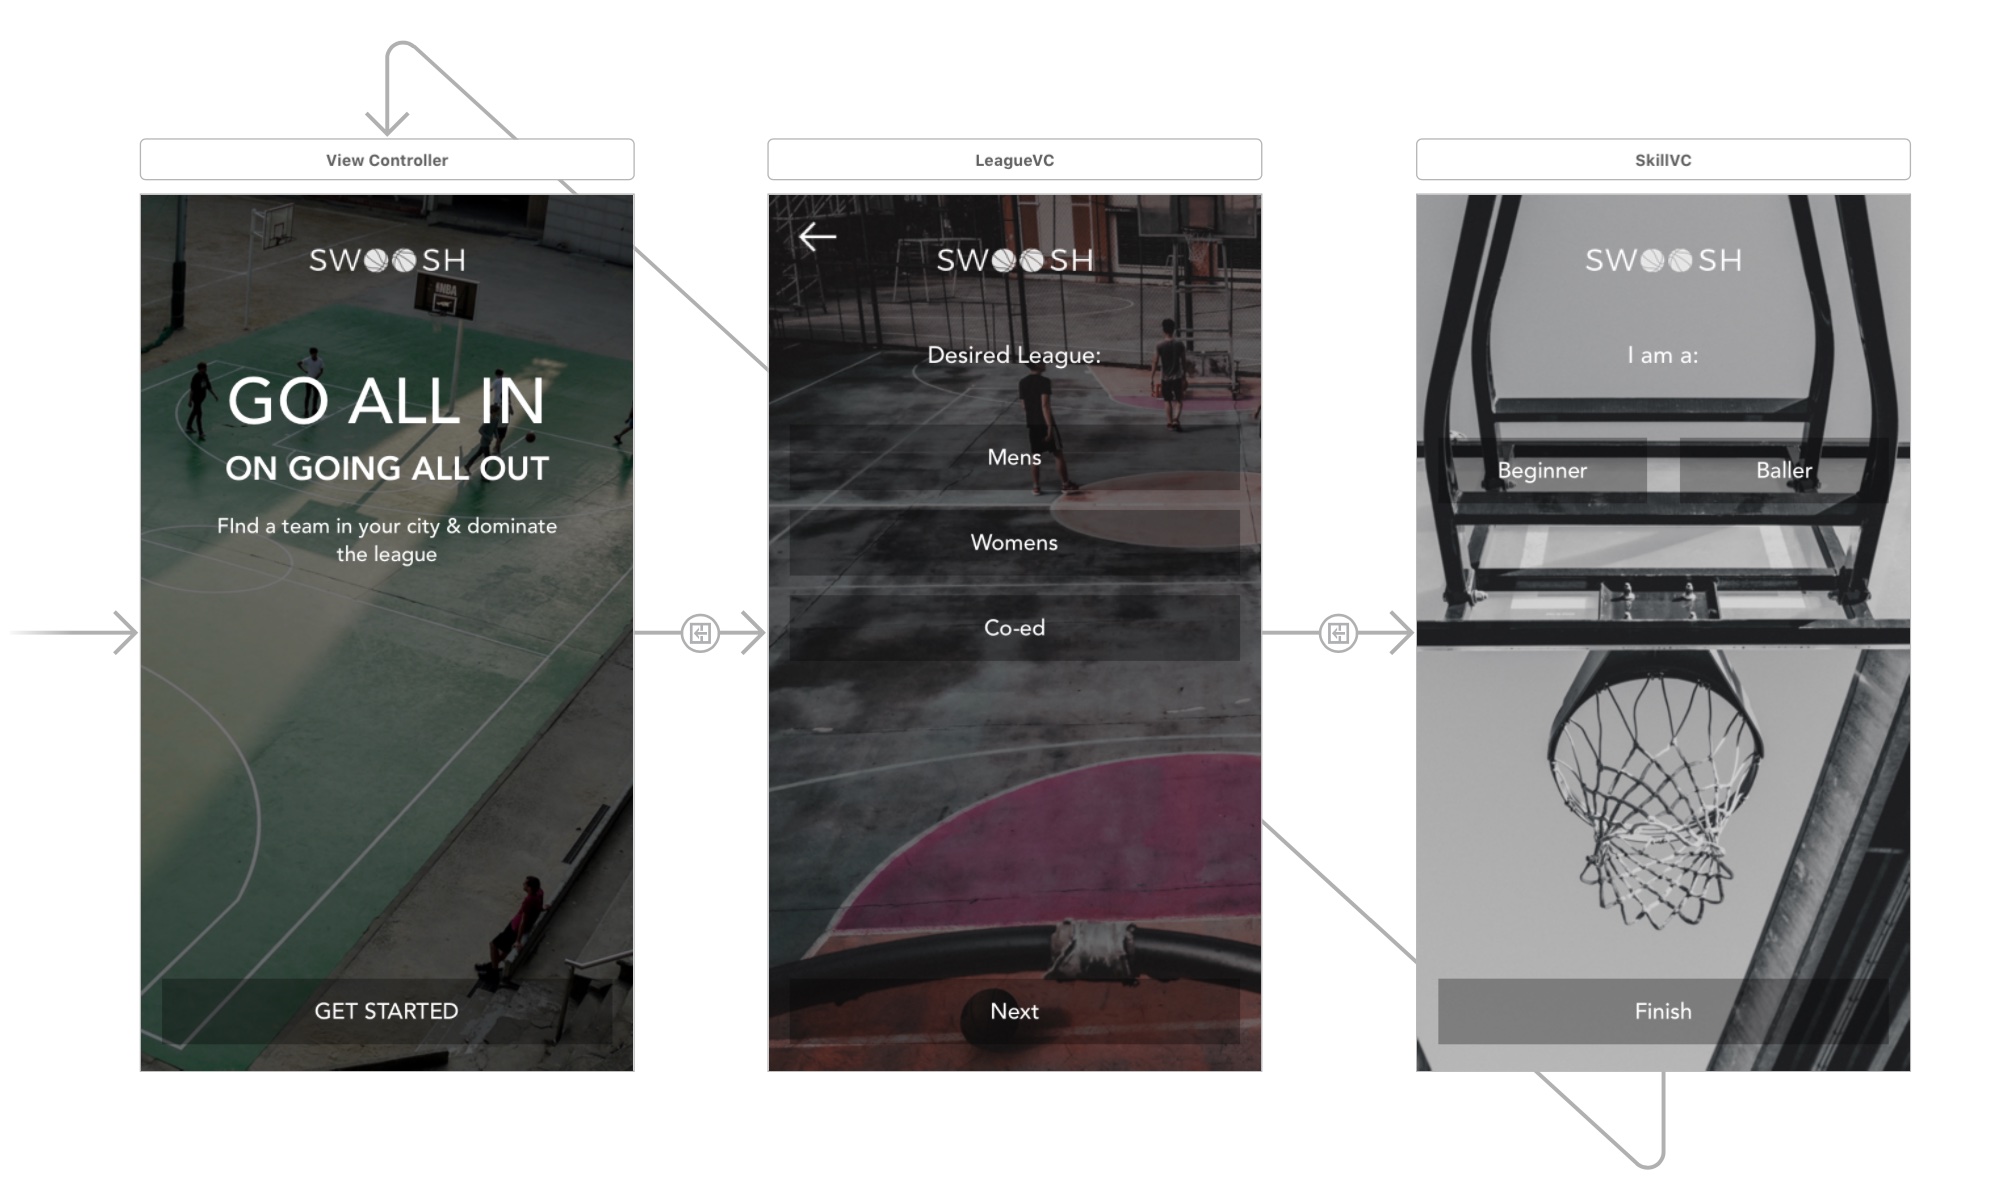 View Controller
SWOOSH
GO ALL IN
ON GOING ALL OUT
FInd a team in your city & dominate
the league
GET STARTED
LeagueVC
SWOOSH
Desired League:
Mens
Womens
Co-ed
Next
SkillVC
SWOOSH
I am a:
Beginner
Baller
Finish